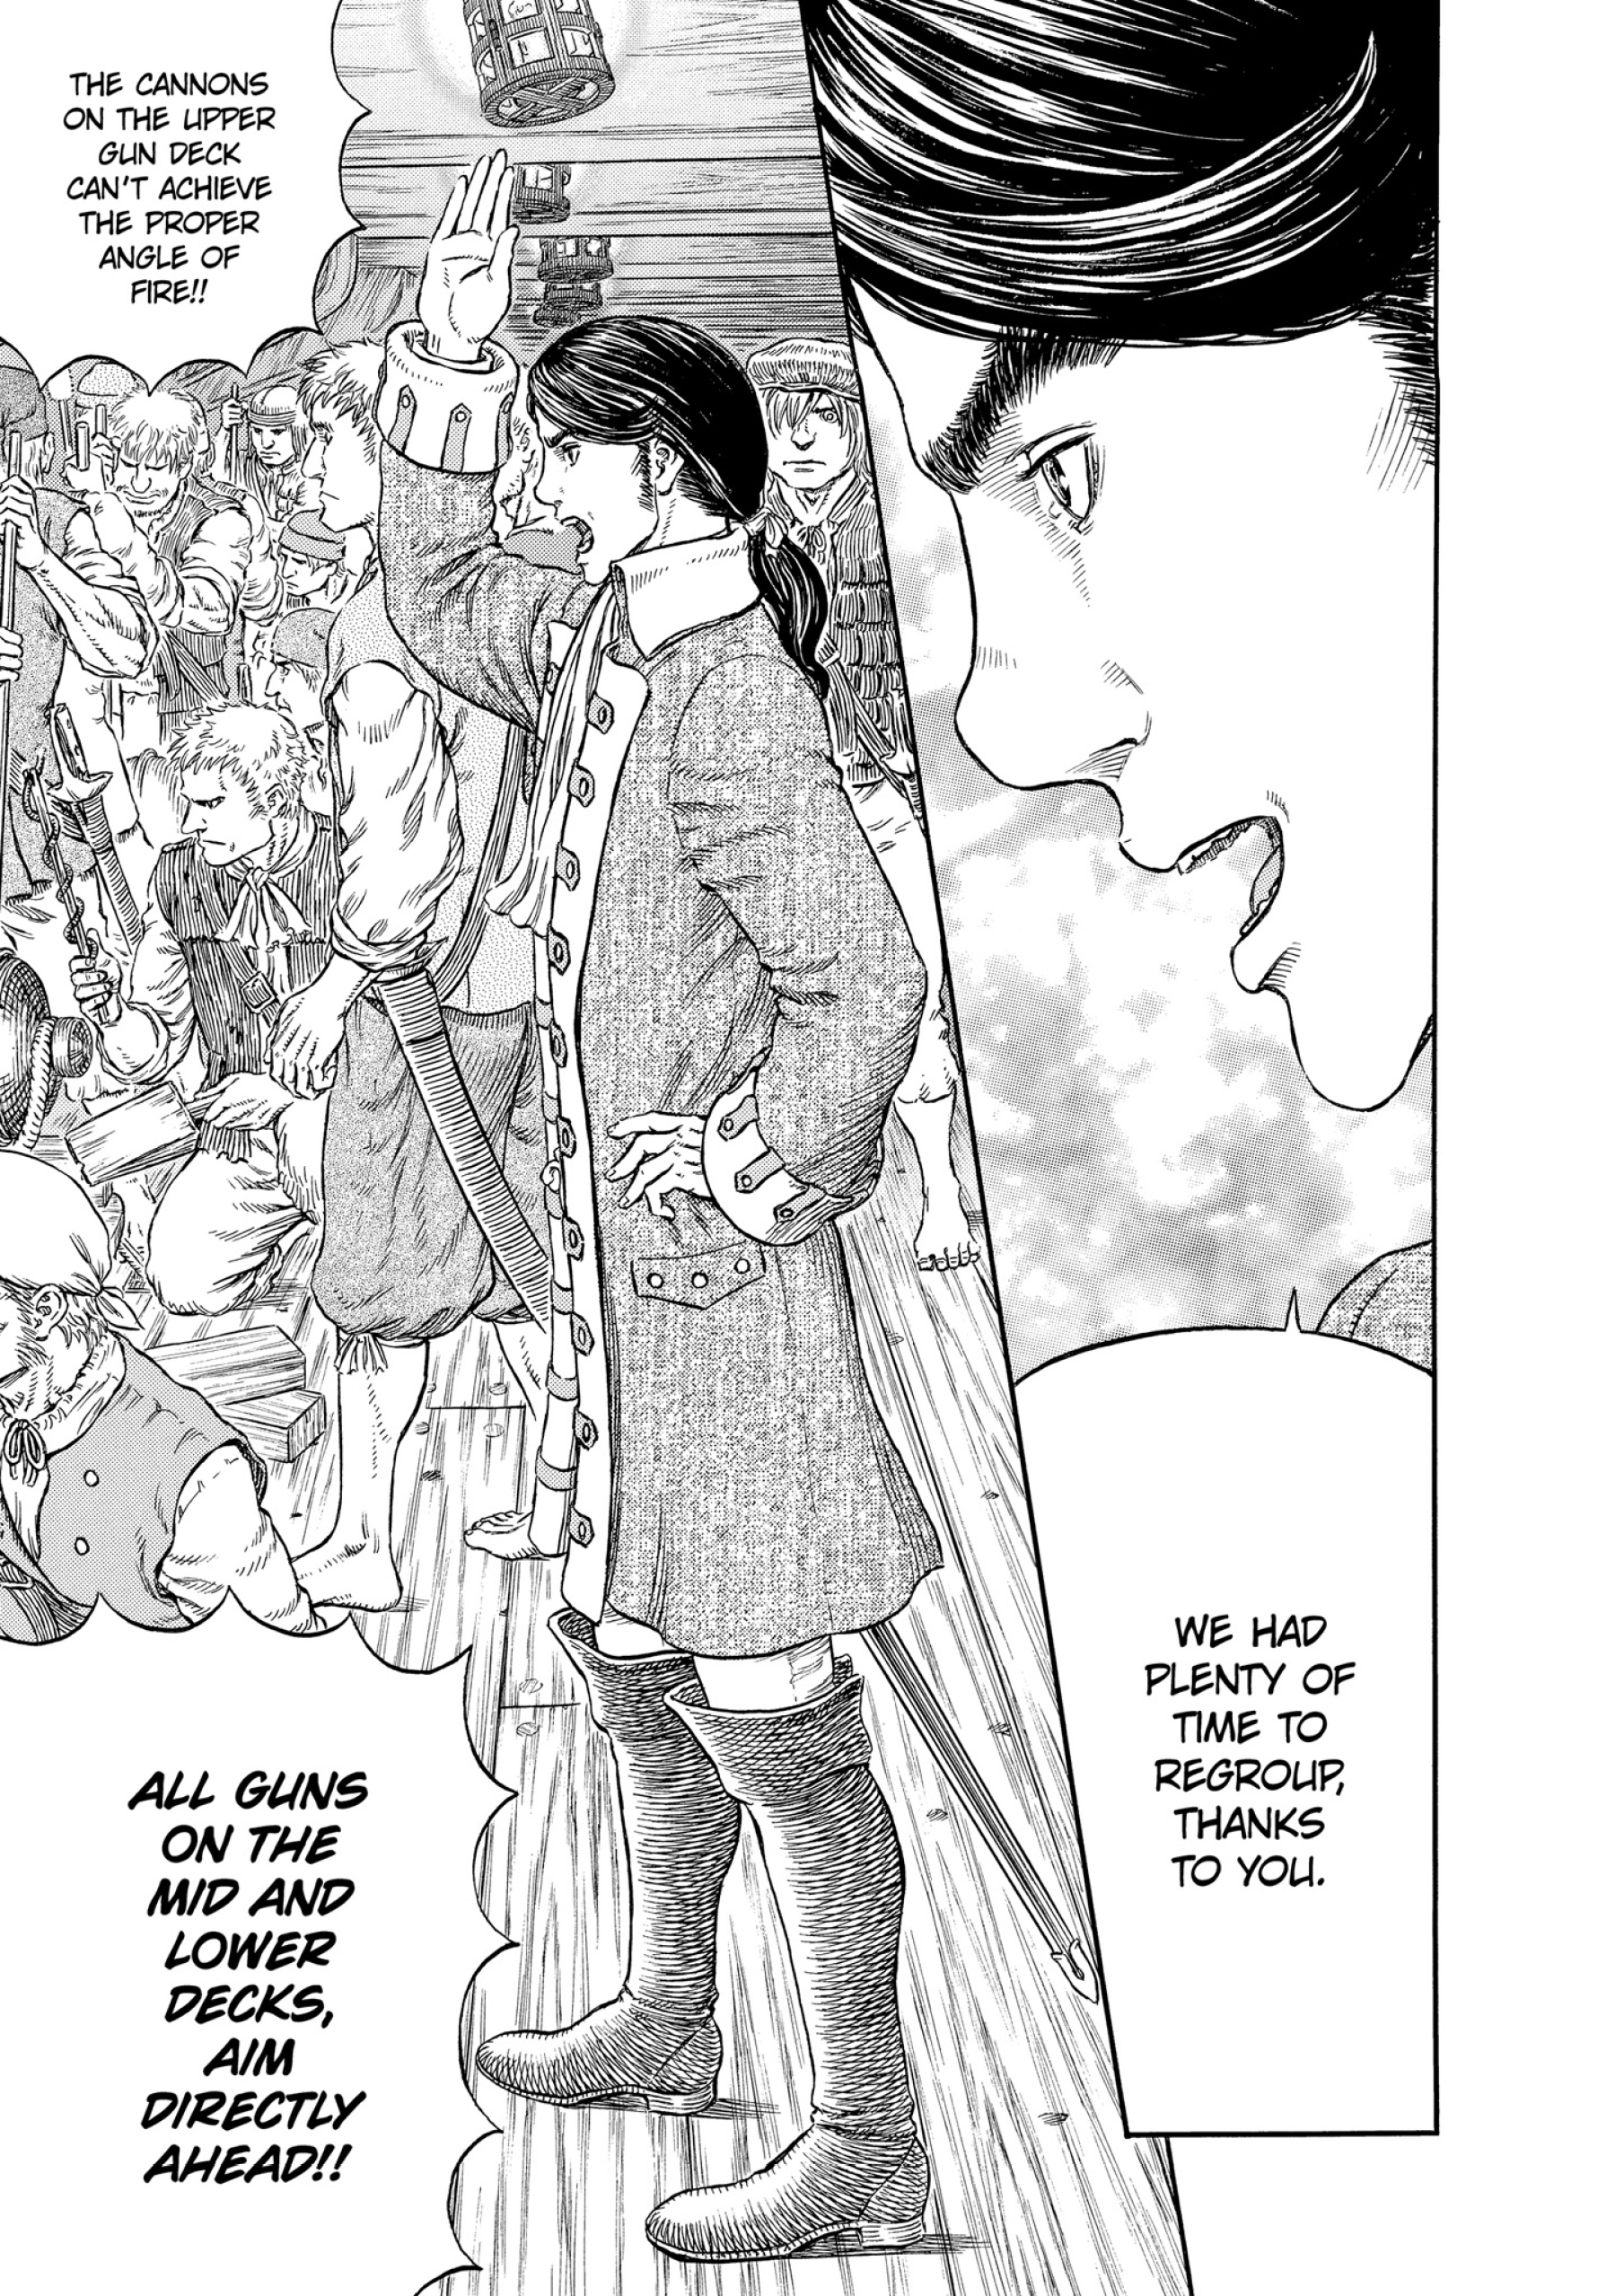 WE HAD
PLENTY OF
TIME TO
REGROUP,
THANKS
TO YOU.
THE CANNONS
ON THE UPPER
GUN DECK
CAN'T ACHIEVE
THE PROPER
ANGLE OF
FIRE!!
ALL GUNS
ON THE
MID AND
LOWER
DECKS,
AIM
DIRECTLY
AHEAD!!